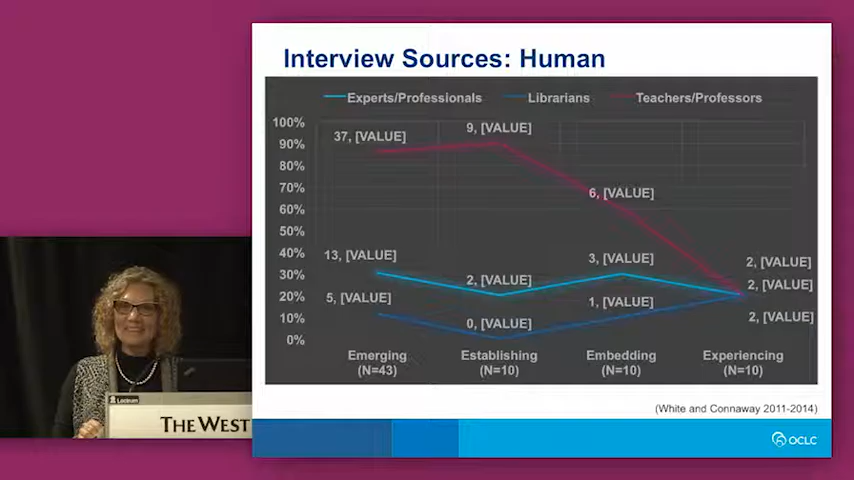 Interview Sources: Human
Experts/Professionals Librarians Teachers/Professors
100%
90%
80%
70%
60%
50%
40%
30%
20%
10%
0%
37, [VALUE]
9, [VALUE]
6, [VALUE]
13, [VALUE]
2, [VALUE]
3, [VALUE]
2, [VALUE]
2, [VALUE]
2, [VALUE]
5, [VALUE]
0, [VALUE]
1, [VALUE]
Emerging
(N=43)
Establishing
(N=10)
Embedding
(N=10)
Experiencing
(N=10)
(White and Connaway 2011-2014)
OCLC
Lectern
THE WEST